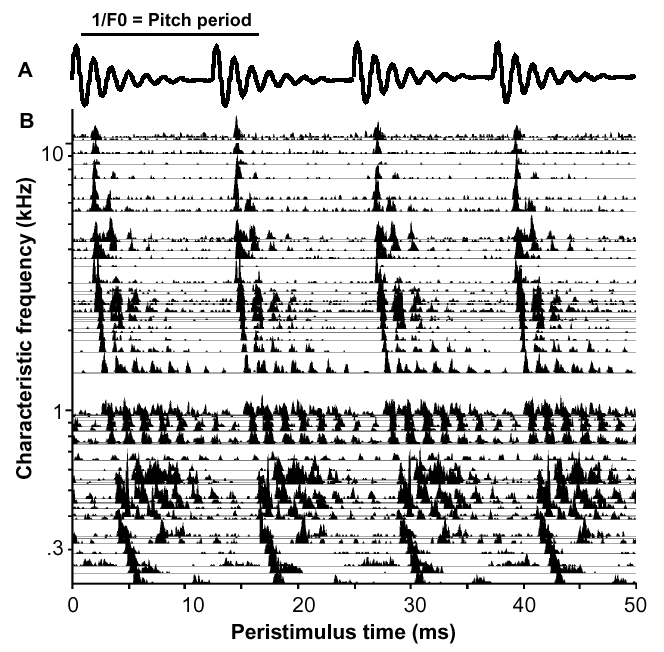 1/F0 = Pitch period
A
B
10
1
.3
Characteristic frequency (kHz)
0 10 20 30 40 50
Peristimulus time (ms)